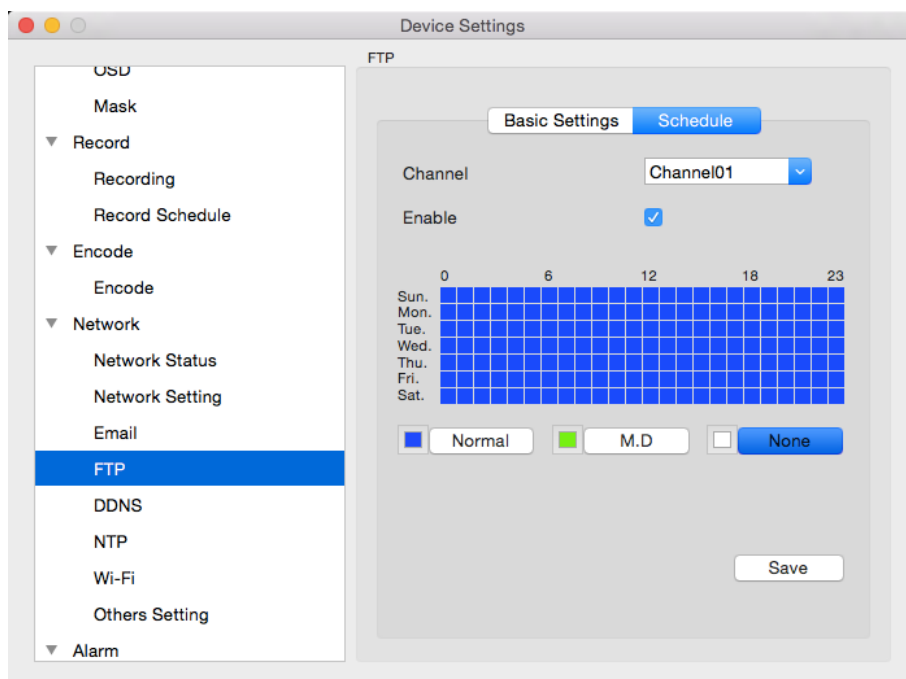 Device Settings
OSD
Mask
Record
Recording
Record Schedule
Encode
Encode
Network
Network Status
Network Setting
Email
FTP
DDNS
NTP
Wi-Fi
Others Setting
Alarm
FTP
Basic Settings Schedule
Channel Channel01
Enable
0 6 12 18 23
Sun.
Mon.
Tue.
Wed.
Thu.
Fri.
Sat.
Normal M.D None
Save